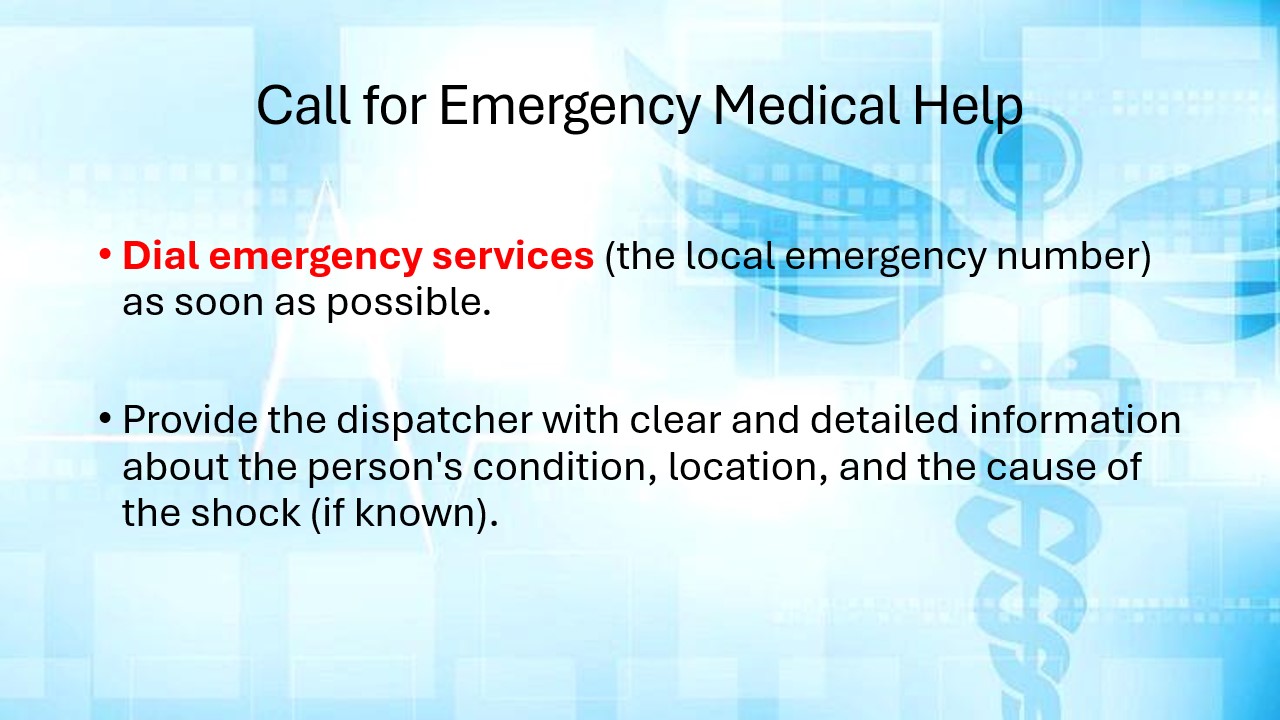 Call for Emergency Medical Help
• Dial emergency services (the local emergency number)
as soon as possible.
• Provide the dispatcher with clear and detailed information
about the person's condition, location, and the cause of
the shock (if known).